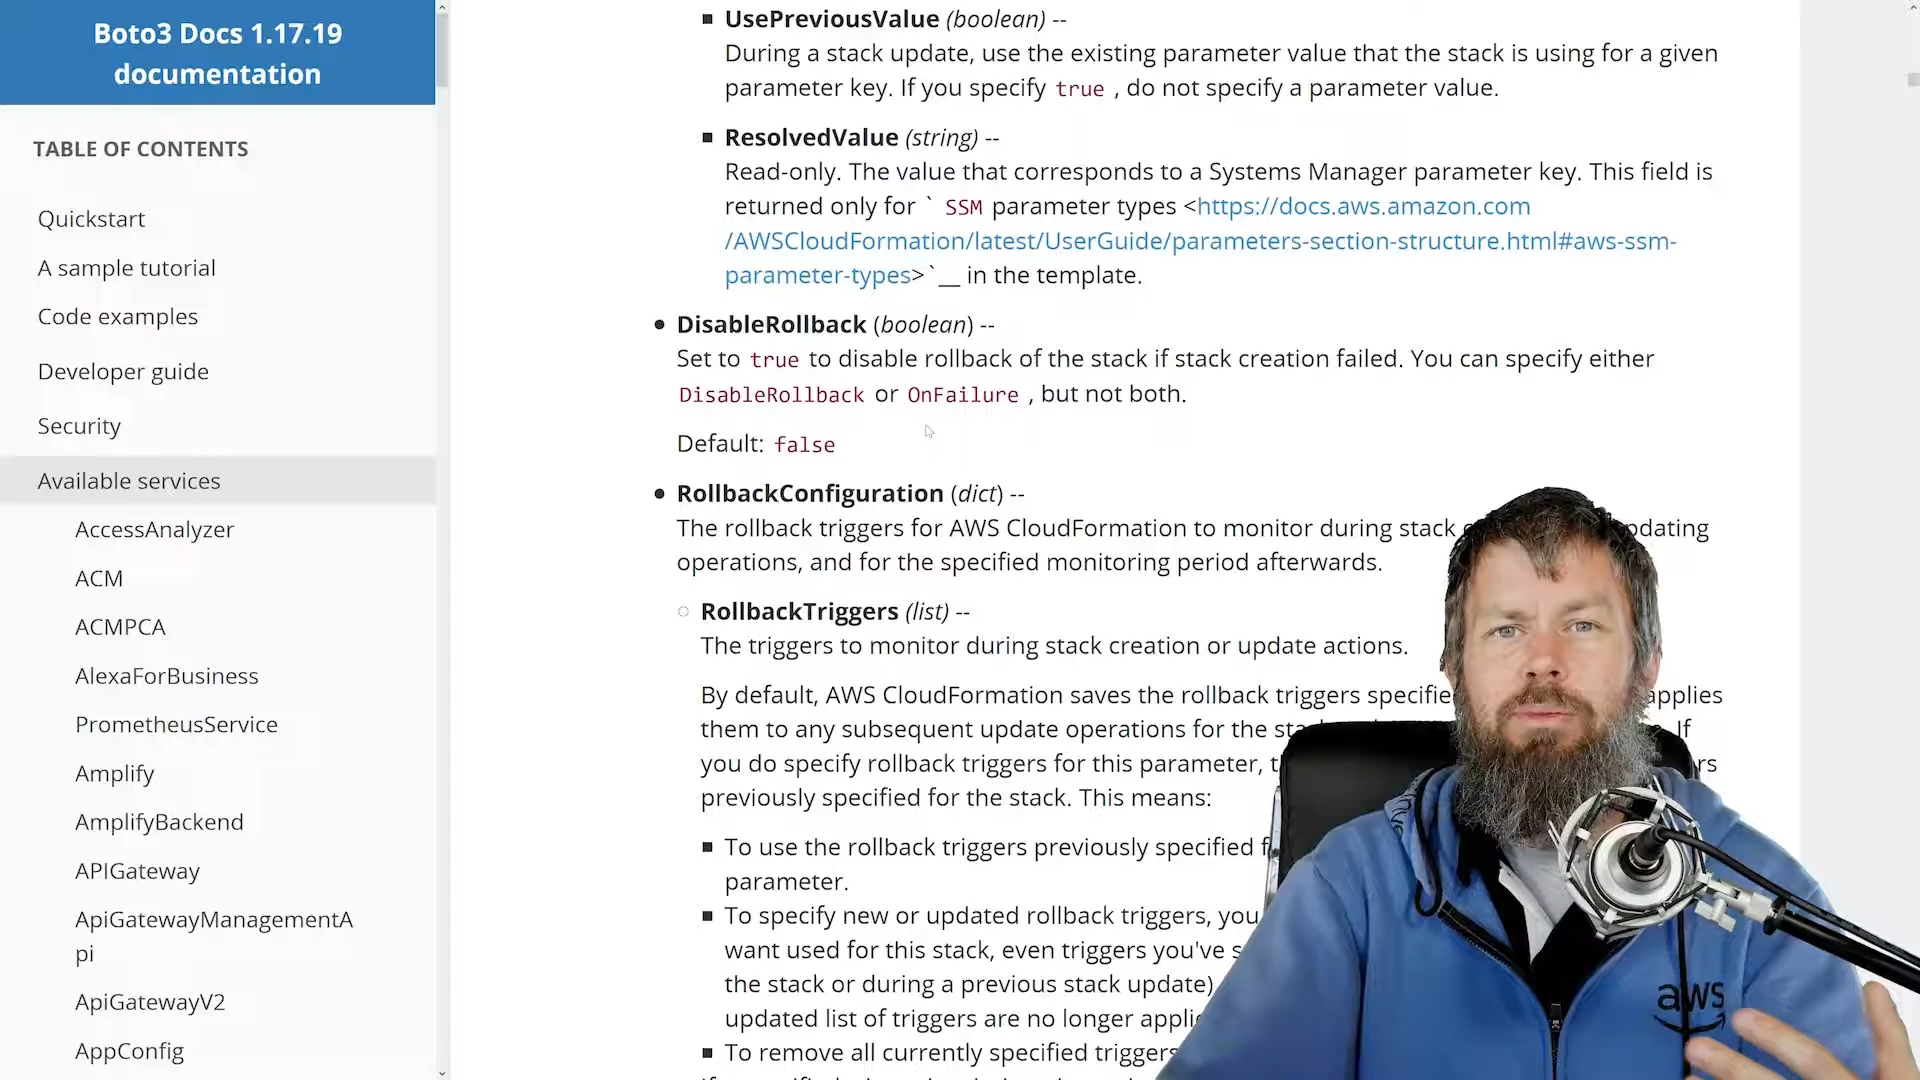 Boto3 Docs 1.17.19
documentation
TABLE OF CONTENTS
Quickstart
A sample tutorial
Code examples
Developer guide
Security
Available services
AccessAnalyzer
ACM
ACMPCA
AlexaForBusiness
PrometheusService
Amplify
AmplifyBackend
APIGateway
ApiGatewayManagementA
pi
ApiGatewayV2
AppConfig
UsePreviousValue (boolean) --
During a stack update, use the existing parameter value that the stack is using for a given
parameter key. If you specify true , do not specify a parameter value.
ResolvedValue (string) --
Read-only. The value that corresponds to a Systems Manager parameter key. This field is
returned only for ` SSM parameter types <https://docs.aws.amazon.com
/AWSCloudFormation/latest/UserGuide/parameters-section-structure.html#aws-ssm-
parameter-types>`__ in the template.
DisableRollback (boolean) --
Set to true to disable rollback of the stack if stack creation failed. You can specify either
DisableRollback or OnFailure , but not both.
Default: false
RollbackConfiguration (dict) --
The rollback triggers for AWS CloudFormation to monitor during stack pdating
operations, and for the specified monitoring period afterwards.
RollbackTriggers (list) --
The triggers to monitor during stack creation or update actions.
By default, AWS CloudFormation saves the rollback triggers specifie applies
them to any subsequent update operations for the sta If
you do specify rollback triggers for this parameter, t rs
previously specified for the stack. This means:
To use the rollback triggers previously specified f
parameter.
To specify new or updated rollback triggers, you
want used for this stack, even triggers you've s
the stack or during a previous stack update)
updated list of triggers are no longer appli
To remove all currently specified triggers
aws